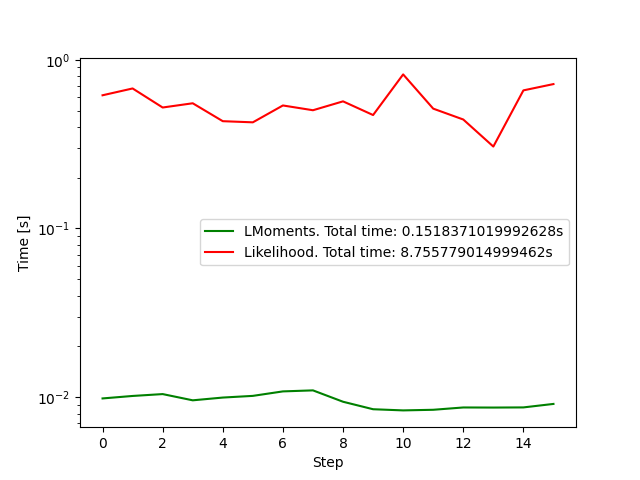 10⁰
10⁻¹
10⁻²
Time [s]
LMoments. Total time: 0.1518371019992628s
Likelihood. Total time: 8.755779014999462s
0 2 4 6 8 10 12 14
Step